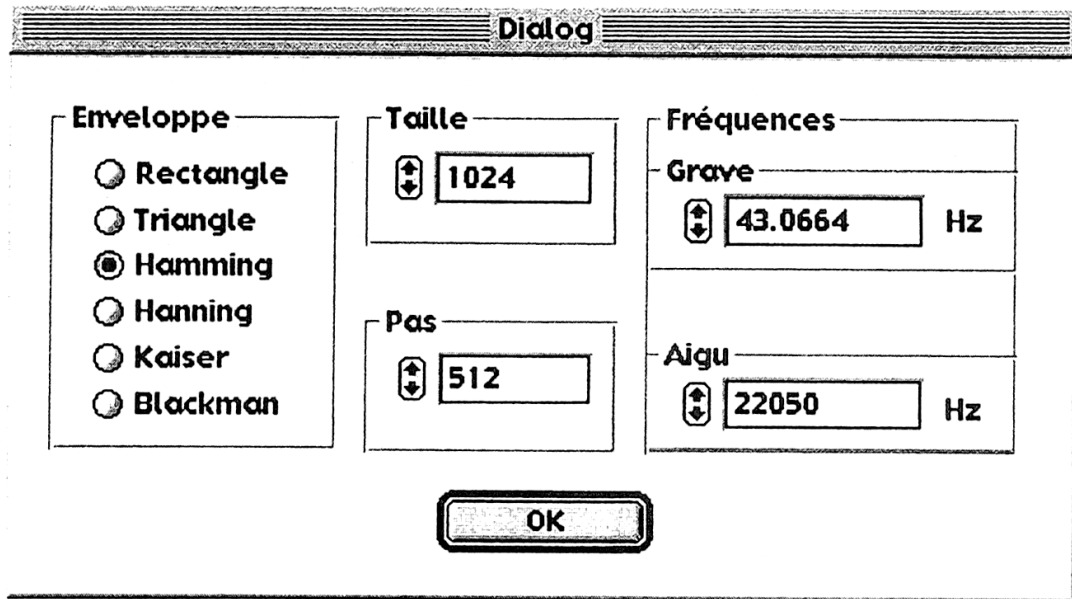 Dialog
Enveloppe
Rectangle
Triangle
Hamming
Hanning
Kaiser
Blackman
Taille
1024
Pas
512
Fréquences
Grave
43.0664 Hz
Aigu
22050 Hz
OK